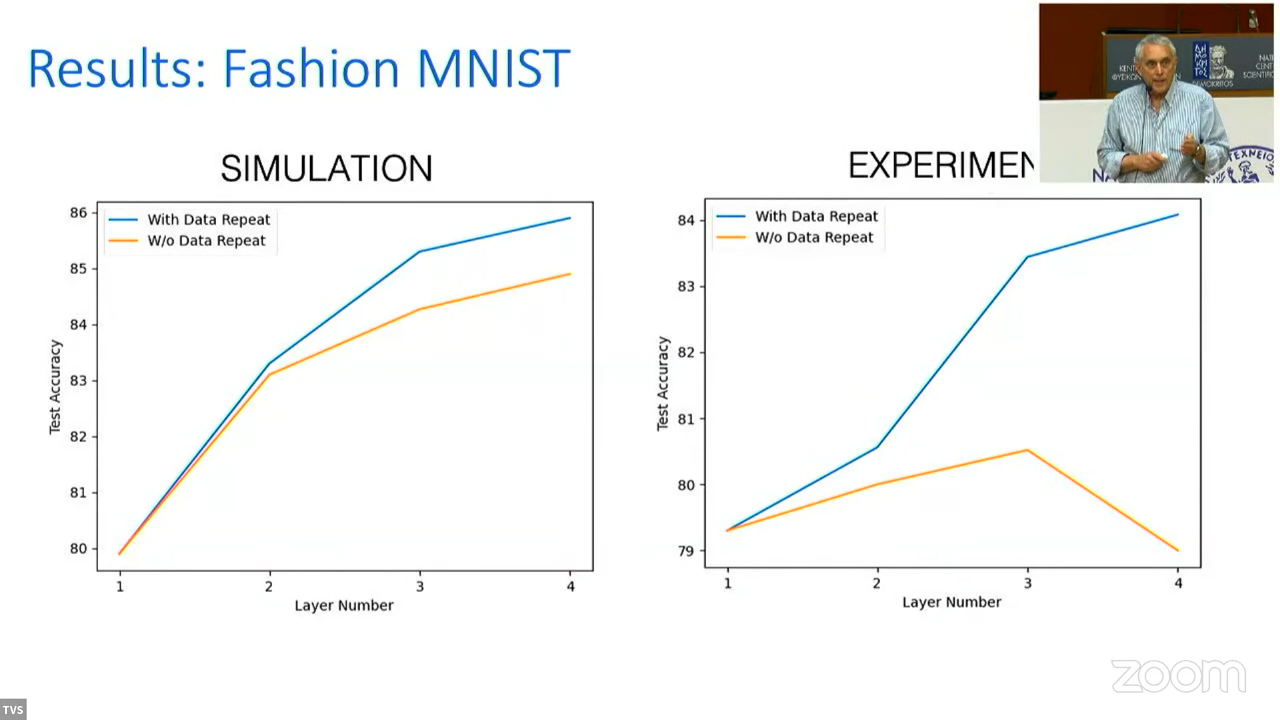 Results: Fashion MNIST
SIMULATION
86
85
84
83
82
81
80
Test Accuracy
With Data Repeat
W/o Data Repeat
1 2 3 4
Layer Number
EXPERIMEN
84
83
82
81
80
79
Test Accuracy
With Data Repeat
W/o Data Repeat
1 2 3 4
Layer Number
ΔΗΜΟΚΡΙΤΟΣ
DEMOKRITOS
zoom
TVS